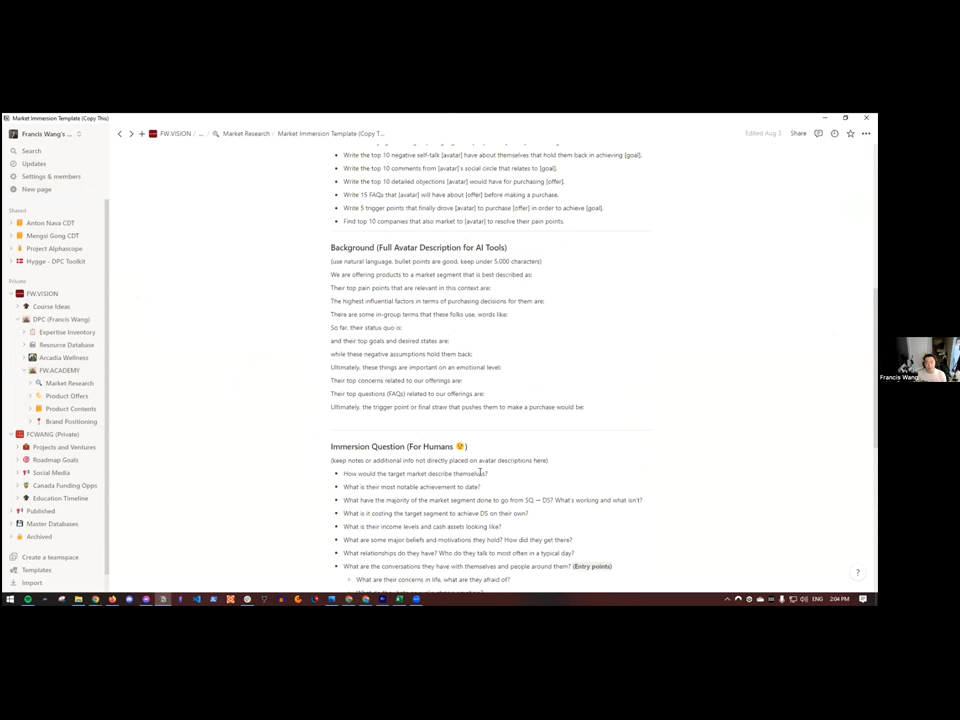 Market Immersion Template (Copy This)
Francis Wang's ...
FW.VISION / ... / Market Research / Market Immersion Template (Copy T...
Edited Aug 3 Share
Search
Updates
Settings & members
New page
Shared
Anton Nava CDT
Mengsi Gong CDT
Project Alphascope
Hygge - DPC Toolkit
Private
FW.VISION
Course Ideas
DPC (Francis Wang)
Expertise Inventory
Resource Database
Arcadia Wellness
FW.ACADEMY
Market Research
Product Offers
Product Contents
Brand Positioning
FCWANG (Private)
Projects and Ventures
Roadmap Goals
Social Media
Canada Funding Opps
Education Timeline
Published
Master Databases
Archived
Create a teamspace
Templates
Import
Write the top 10 negative self-talk [avatar] have about themselves that hold them back in achieving [goal].
Write the top 10 comments from [avatar]'s social circle that relates to [goal].
Write the top 10 detailed objections [avatar] would have for purchasing [offer].
Write 15 FAQs that [avatar] will have about [offer] before making a purchase.
Write 5 trigger points that finally drove [avatar] to purchase [offer] in order to achieve [goal].
Find top 10 companies that also market to [avatar] to resolve their pain points.
Background (Full Avatar Description for AI Tools)
(use natural language, bullet points are good, keep under 5,000 characters)
We are offering products to a market segment that is best described as:
Their top pain points that are relevant in this context are:
The highest influential factors in terms of purchasing decisions for them are:
There are some in-group terms that these folks use, words like:
So far, their status quo is:
and their top goals and desired states are:
while these negative assumptions hold them back:
Ultimately, these things are important on an emotional level:
Their top concerns related to our offerings are:
Their top questions (FAQs) related to our offerings are:
Ultimately, the trigger point or final straw that pushes them to make a purchase would be:
Immersion Question (For Humans 😉)
(keep notes or additional info not directly placed on avatar descriptions here)
How would the target market describe themselves?
What is their most notable achievement to date?
What have the majority of the market segment done to go from SQ → DS? What's working and what isn't?
What is it costing the target segment to achieve DS on their own?
What is their income levels and cash assets looking like?
What are some major beliefs and motivations they hold? How did they get there?
What relationships do they have? Who do they talk to most often in a typical day?
What are the conversations they have with themselves and people around them? (Entry points)
What are their concerns in life, what are they afraid of?
?
ENG 2:04 PM
Francis Wang